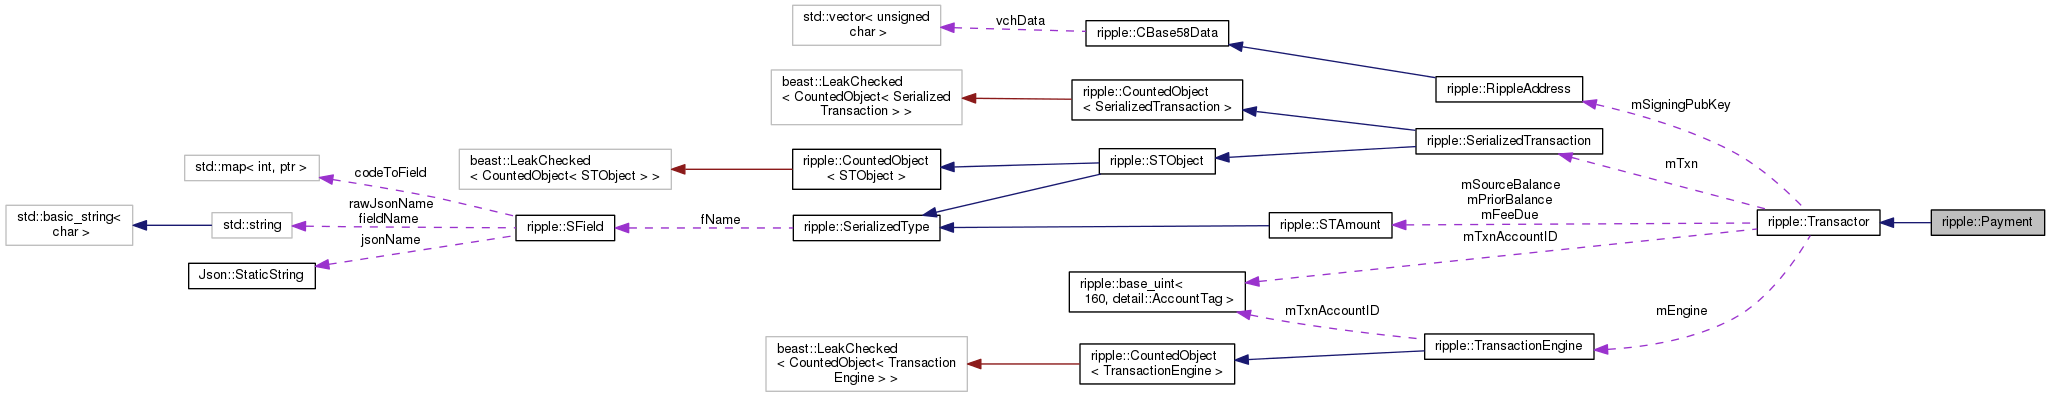 std::vector< unsigned
char >
vchData
ripple::CBase58Data
beast::LeakChecked
< CountedObject< Serialized
Transaction > >
ripple::CountedObject
< SerializedTransaction >
ripple::RippleAddress
mSigningPubKey
ripple::SerializedTransaction
mTxn
std::map< int, ptr >
codeToField
beast::LeakChecked
< CountedObject< STObject > >
ripple::CountedObject
< STObject >
ripple::STObject
std::basic_string<
char >
std::string
rawJsonName
fieldName
jsonName
ripple::SField
fName
ripple::SerializedType
ripple::STAmount
mSourceBalance
mPriorBalance
mFeeDue
mTxnAccountID
ripple::Transactor
ripple::Payment
Json::StaticString
ripple::base_uint<
160, detail::AccountTag >
mTxnAccountID
mEngine
ripple::TransactionEngine
beast::LeakChecked
< CountedObject< Transaction
Engine > >
ripple::CountedObject
< TransactionEngine >